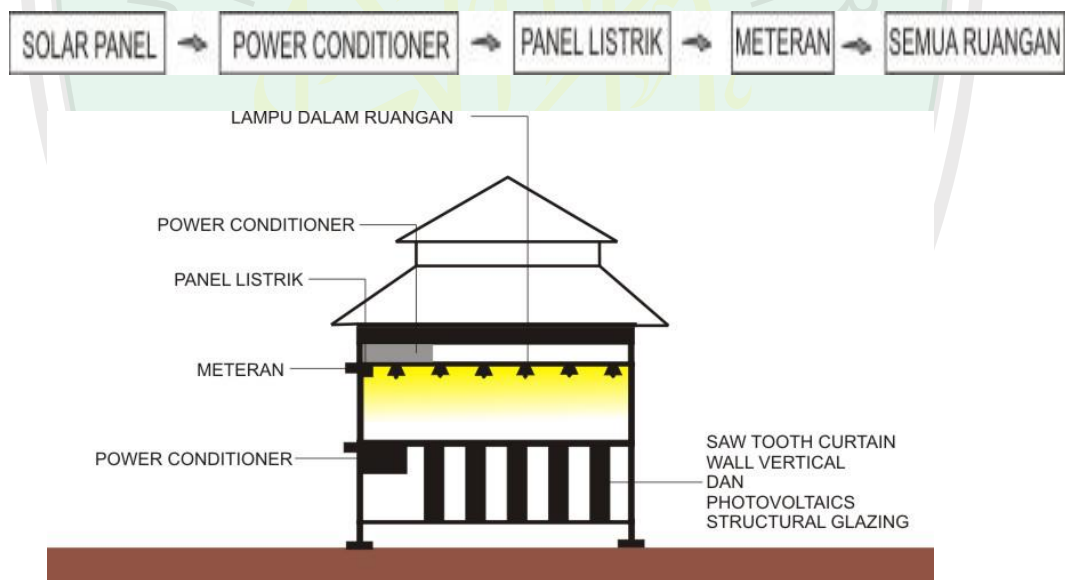 SOLAR PANEL POWER CONDITIONER PANEL LISTRIK METERAN SEMUA RUANGAN
LAMPU DALAM RUANGAN
POWER CONDITIONER
PANEL LISTRIK
METERAN
POWER CONDITIONER
SAW TOOTH CURTAIN
WALL VERTICAL
DAN
PHOTOVOLTAICS
STRUCTURAL GLAZING